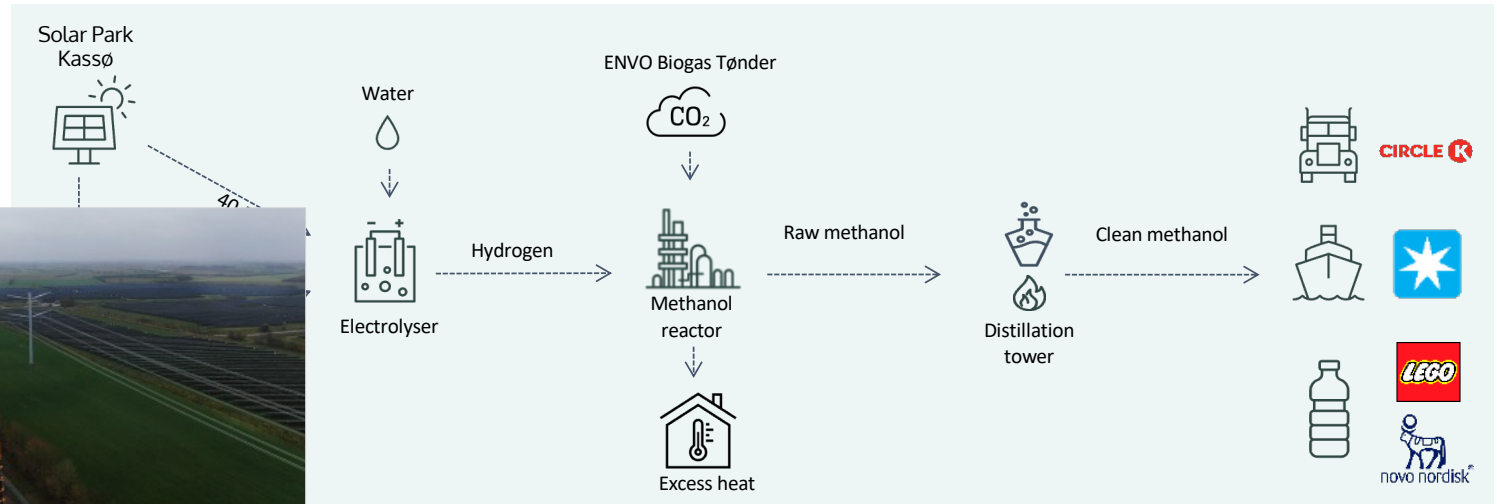 Solar Park
Kassø
Water
ENVO Biogas Tønder
CO₂
40
- +
Electrolyser
Hydrogen
Methanol
reactor
Excess heat
Raw methanol
Distillation
tower
Clean methanol
CIRCLE K
LEGO
novo nordisk®